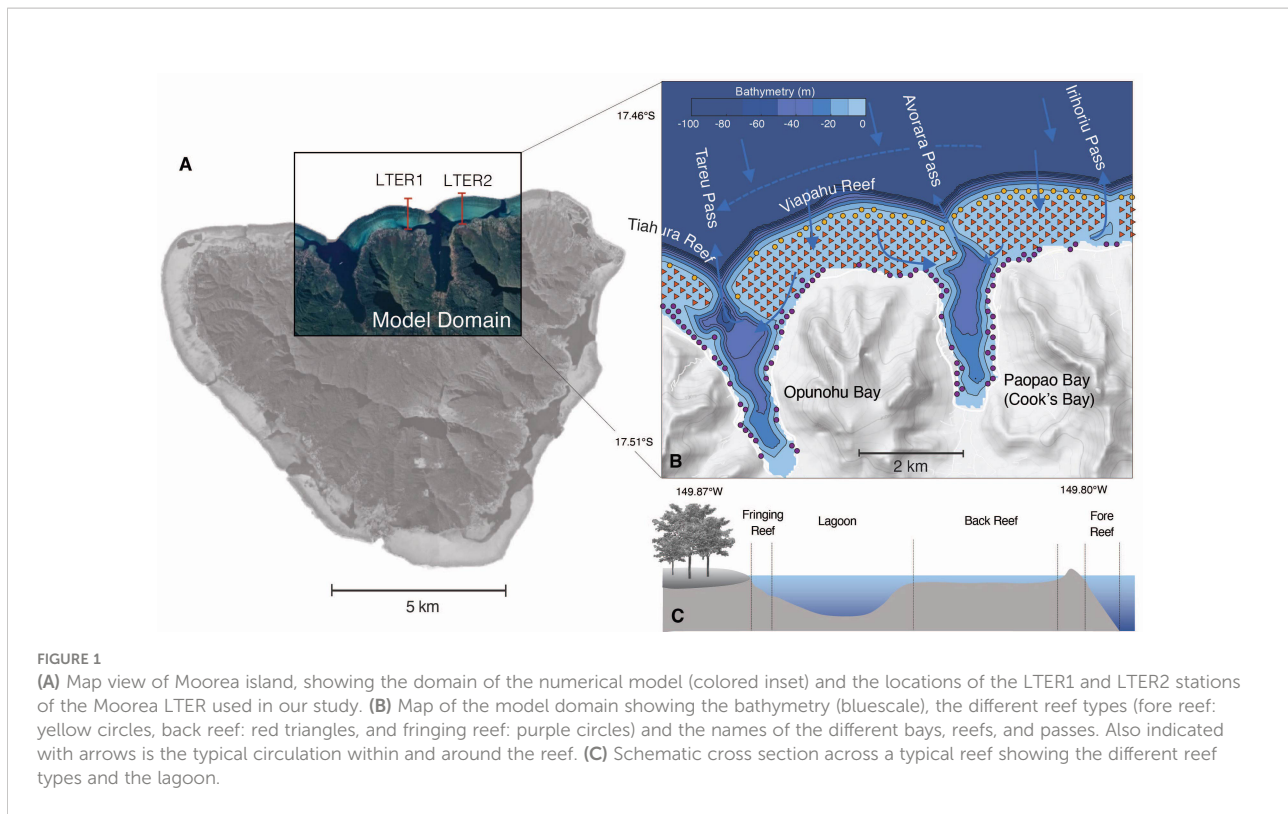 A
LTER1
LTER2
Model Domain
5 km
Bathymetry (m)
-100
-80
-60
-40
-20
0
17.46°S
17.51°S
Tareu Pass
Avorara Pass
Irihoriu Pass
Viapahu Reef
Tiahura Reef
Opunohu Bay
Paopao Bay
(Cook's Bay)
B
2 km
149.87°W
149.80°W
Fringing
Reef
Lagoon
Back Reef
Fore
Reef
C
FIGURE 1
(A) Map view of Moorea island, showing the domain of the numerical model (colored inset) and the locations of the LTER1 and LTER2 stations
of the Moorea LTER used in our study. (B) Map of the model domain showing the bathymetry (bluescale), the different reef types (fore reef:
yellow circles, back reef: red triangles, and fringing reef: purple circles) and the names of the different bays, reefs, and passes. Also indicated
with arrows is the typical circulation within and around the reef. (C) Schematic cross section across a typical reef showing the different reef
types and the lagoon.